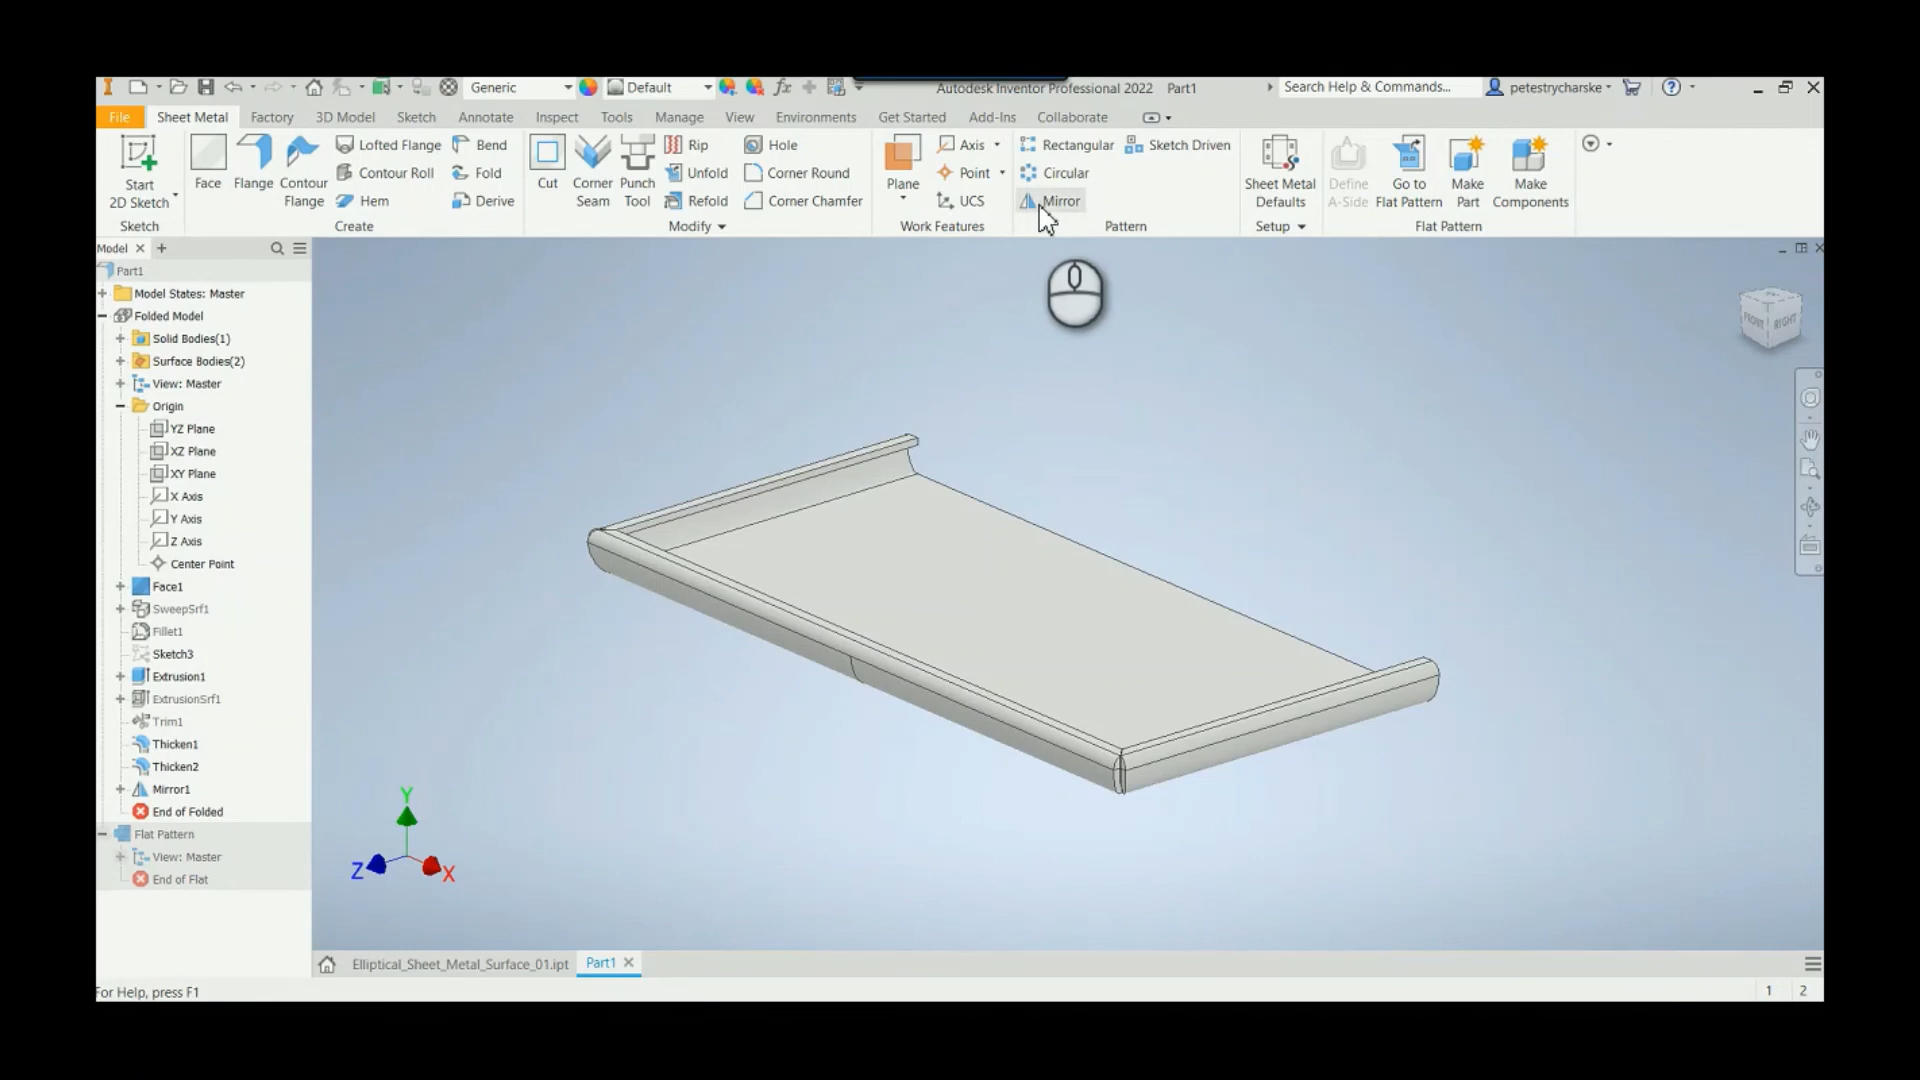 Generic
Default
Autodesk Inventor Professional 2022 Part1
Search Help & Commands...
petestrycharske
File
Sheet Metal
Factory
3D Model
Sketch
Annotate
Inspect
Tools
Manage
View
Environments
Get Started
Add-Ins
Collaborate
Start
2D Sketch
Sketch
Face
Flange
Contour
Flange
Lofted Flange
Contour Roll
Hem
Bend
Fold
Derive
Create
Cut
Corner
Seam
Punch
Tool
Rip
Unfold
Refold
Hole
Corner Round
Corner Chamfer
Modify
Plane
Axis
Point
UCS
Work Features
Rectangular
Circular
Mirror
Sketch Driven
Pattern
Sheet Metal
Defaults
Setup
Define
A-Side
Go to
Flat Pattern
Make
Part
Make
Components
Flat Pattern
Model
Part1
Model States: Master
Folded Model
Solid Bodies(1)
Surface Bodies(2)
View: Master
Origin
YZ Plane
XZ Plane
XY Plane
X Axis
Y Axis
Z Axis
Center Point
Face1
SweepSrf1
Fillet1
Sketch3
Extrusion1
ExtrusionSrf1
Trim1
Thicken1
Thicken2
Mirror1
End of Folded
Flat Pattern
View: Master
End of Flat
FRONT
RIGHT
Y
Z
X
Elliptical_Sheet_Metal_Surface_01.ipt
Part1
For Help, press F1
1
2